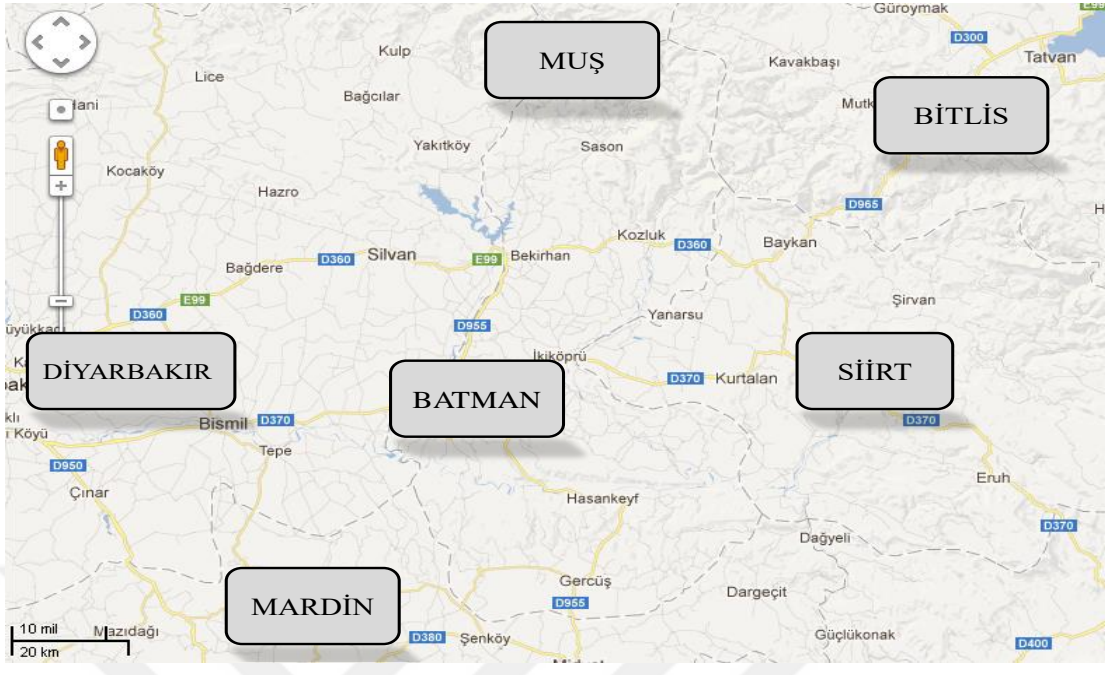 Güroymak
E99
D300
Kulp
MUŞ
Kavakbaşı
Tatvan
Lice
Bağcılar
BİTLİS
Yakıtköy
Sason
Kocaköy
Hazro
D965
Kozluk
D360
Baykan
D360
Silvan
E99
Bekirhan
Bağdere
E99
Şirvan
D360
Yanarsu
D955
İkiköprü
DİYARBAKIR
BATMAN
D370
Kurtalan
SİİRT
Bismil
D370
D370
Köyü
Tepe
D950
Eruh
Çınar
Hasankeyf
D370
Dağyeli
Gercüş
Dargeçit
MARDİN
D955
10 mil
Mazıdağı
D380
Şenköy
Güçlükonak
D400
20 km